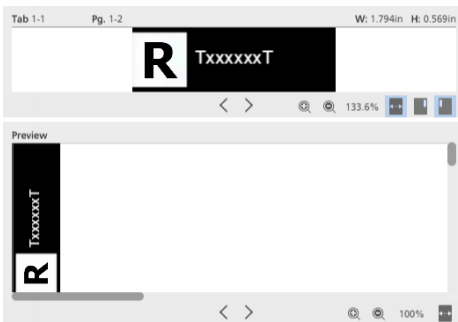 Tab 1-1 Pg. 1-2 W: 1.794in H: 0.569in
R TxxxxxxT
133.6%
Preview
TxxxxxxT
R
100%